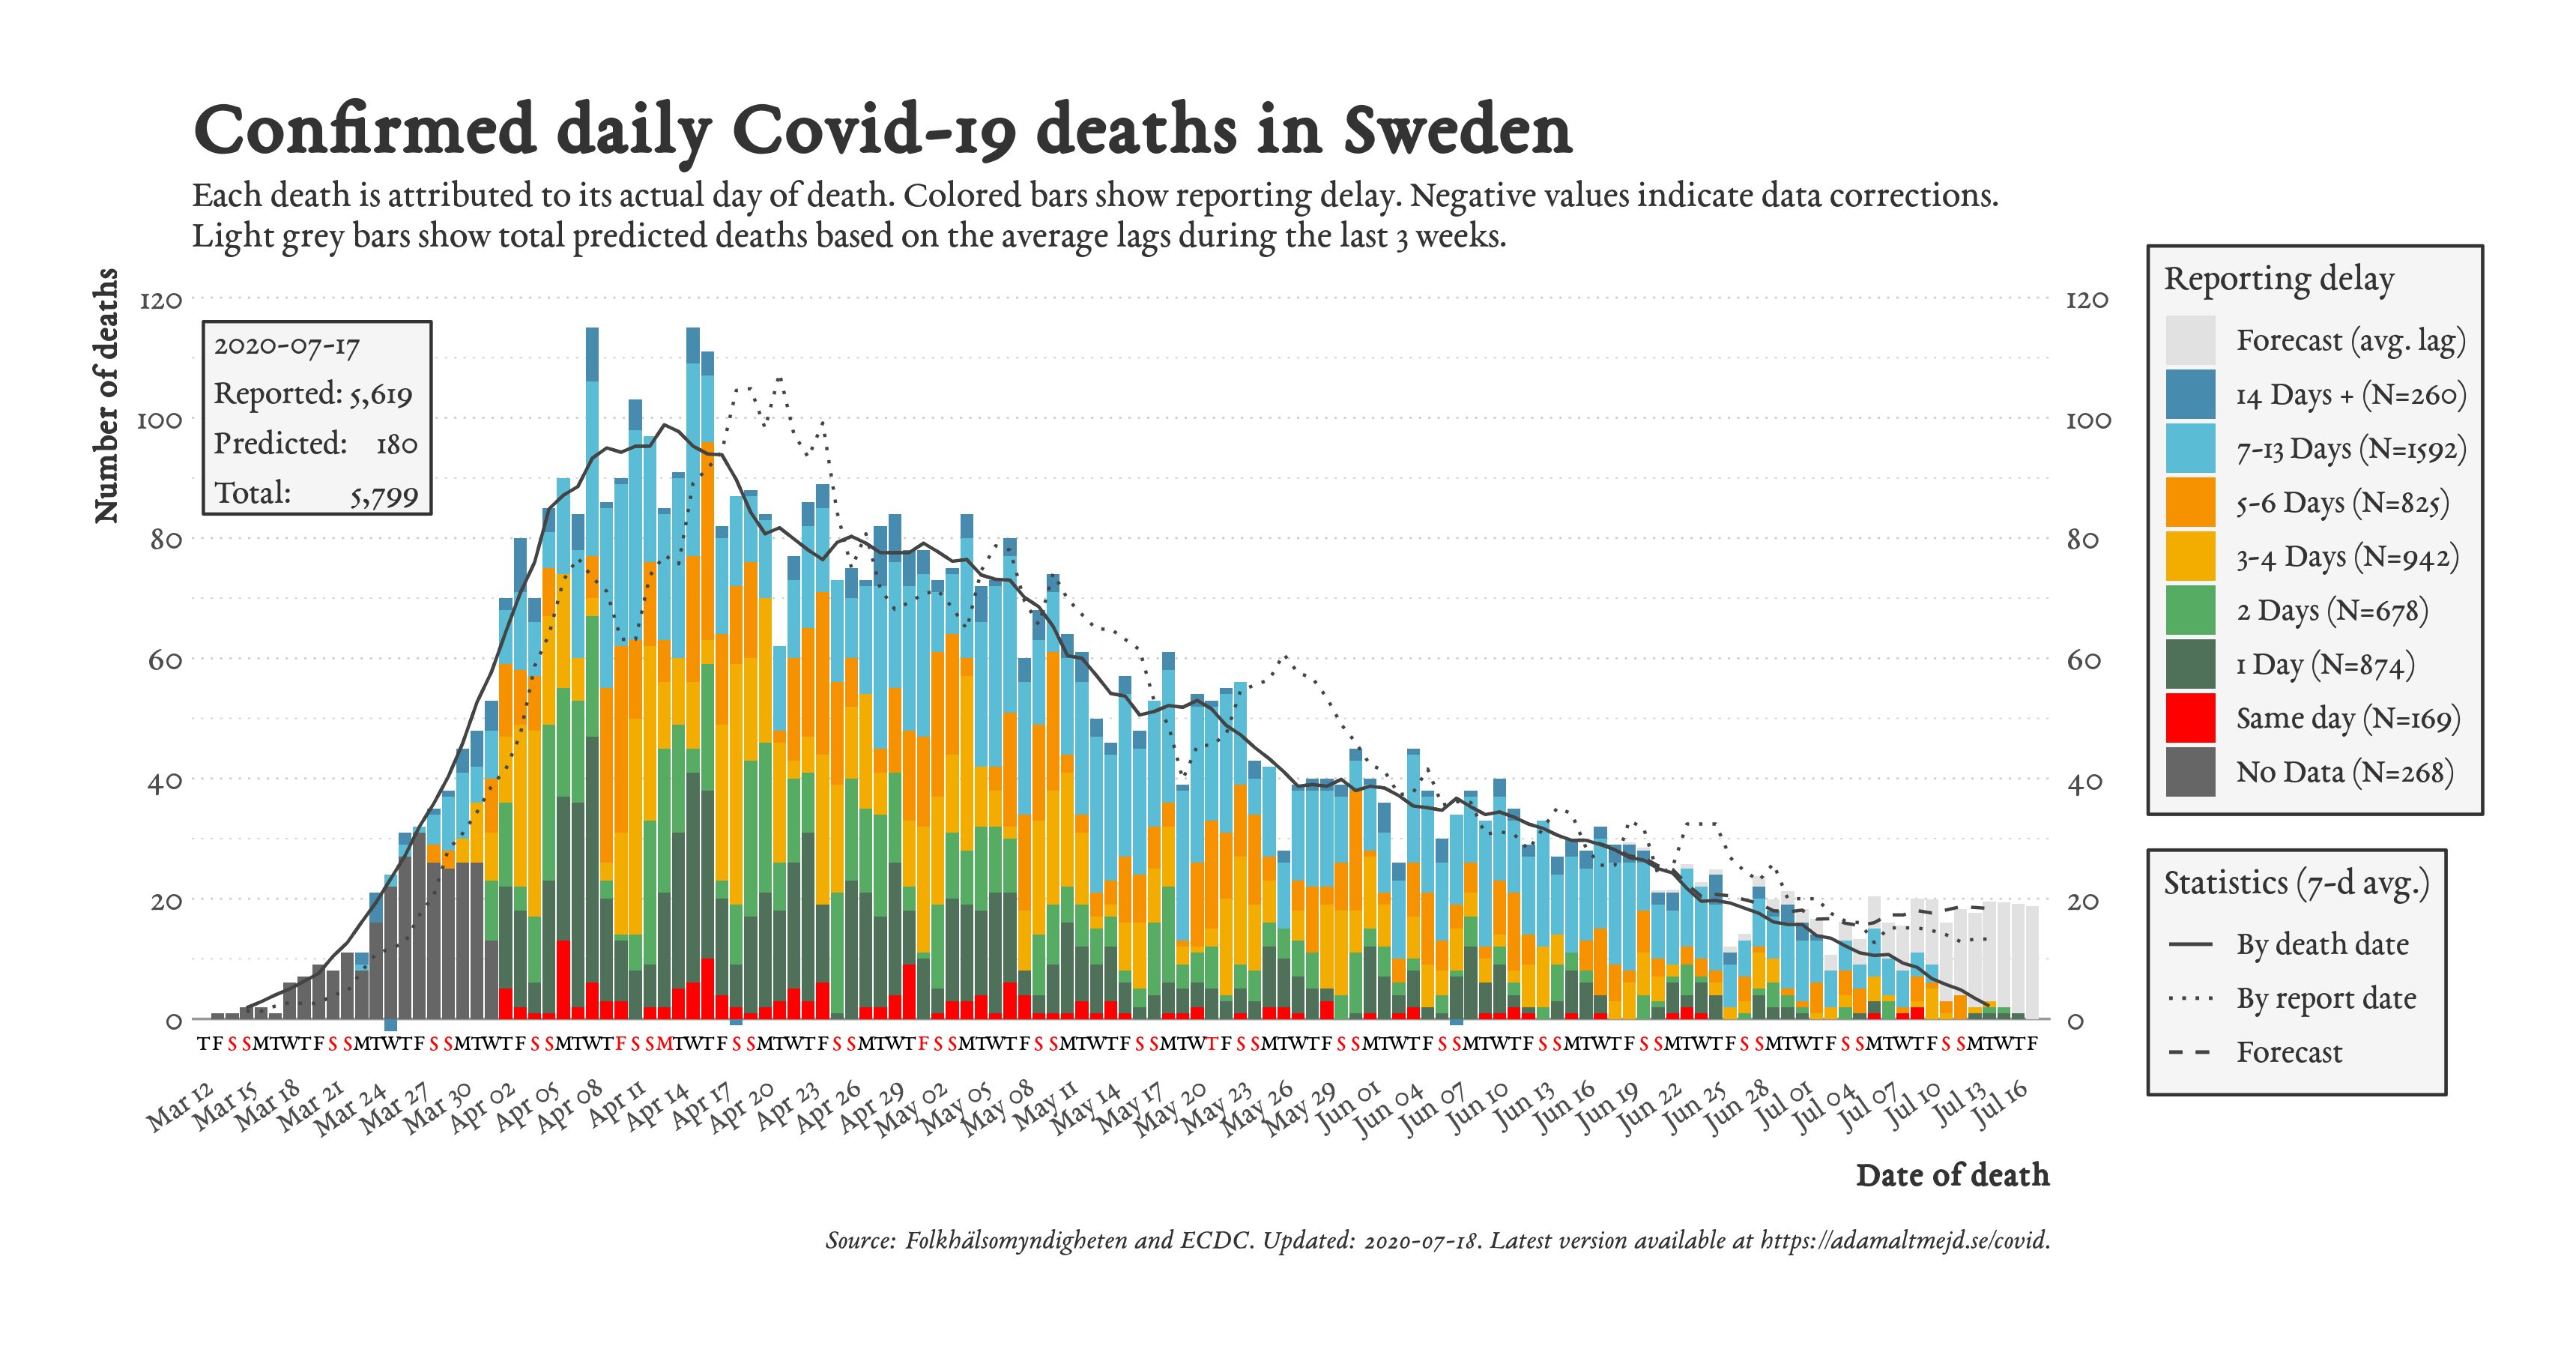 Confirmed daily Covid-19 deaths in Sweden
Each death is attributed to its actual day of death. Colored bars show reporting delay. Negative values indicate data corrections.
Light grey bars show total predicted deaths based on the average lags during the last 3 weeks.
Number of deaths
120
100
80
60
40
20
0
2020-07-17
Reported: 5,619
Predicted: 180
Total: 5,799
120
100
80
60
40
20
0
TFSSMTWTFSSMTWTFSSMTWTFSSMTWTFSSMTWTFSSMTWTFSSMTWTFSSMTWTFSSMTWTFSSMTWTFSSMTWTFSSMTWTFSSMTWTFSSMTWTFSSMTWTFSSMTWTFSSMTWTFSSMTWTF
Mar 12 Mar 15 Mar 18 Mar 21 Mar 24 Mar 27 Mar 30 Apr 02 Apr 05 Apr 08 Apr 11 Apr 14 Apr 17 Apr 20 Apr 23 Apr 26 Apr 29 May 02 May 05 May 08 May 11 May 14 May 17 May 20 May 23 May 26 May 29 Jun 01 Jun 04 Jun 07 Jun 10 Jun 13 Jun 16 Jun 19 Jun 22 Jun 25 Jun 28 Jul 01 Jul 04 Jul 07 Jul 10 Jul 13 Jul 16
Date of death
Reporting delay
Forecast (avg. lag)
14 Days + (N=260)
7-13 Days (N=1592)
5-6 Days (N=825)
3-4 Days (N=942)
2 Days (N=678)
1 Day (N=874)
Same day (N=169)
No Data (N=268)
Statistics (7-d avg.)
By death date
By report date
Forecast
Source: Folkhälsomyndigheten and ECDC. Updated: 2020-07-18. Latest version available at https://adamaltmejd.se/covid.